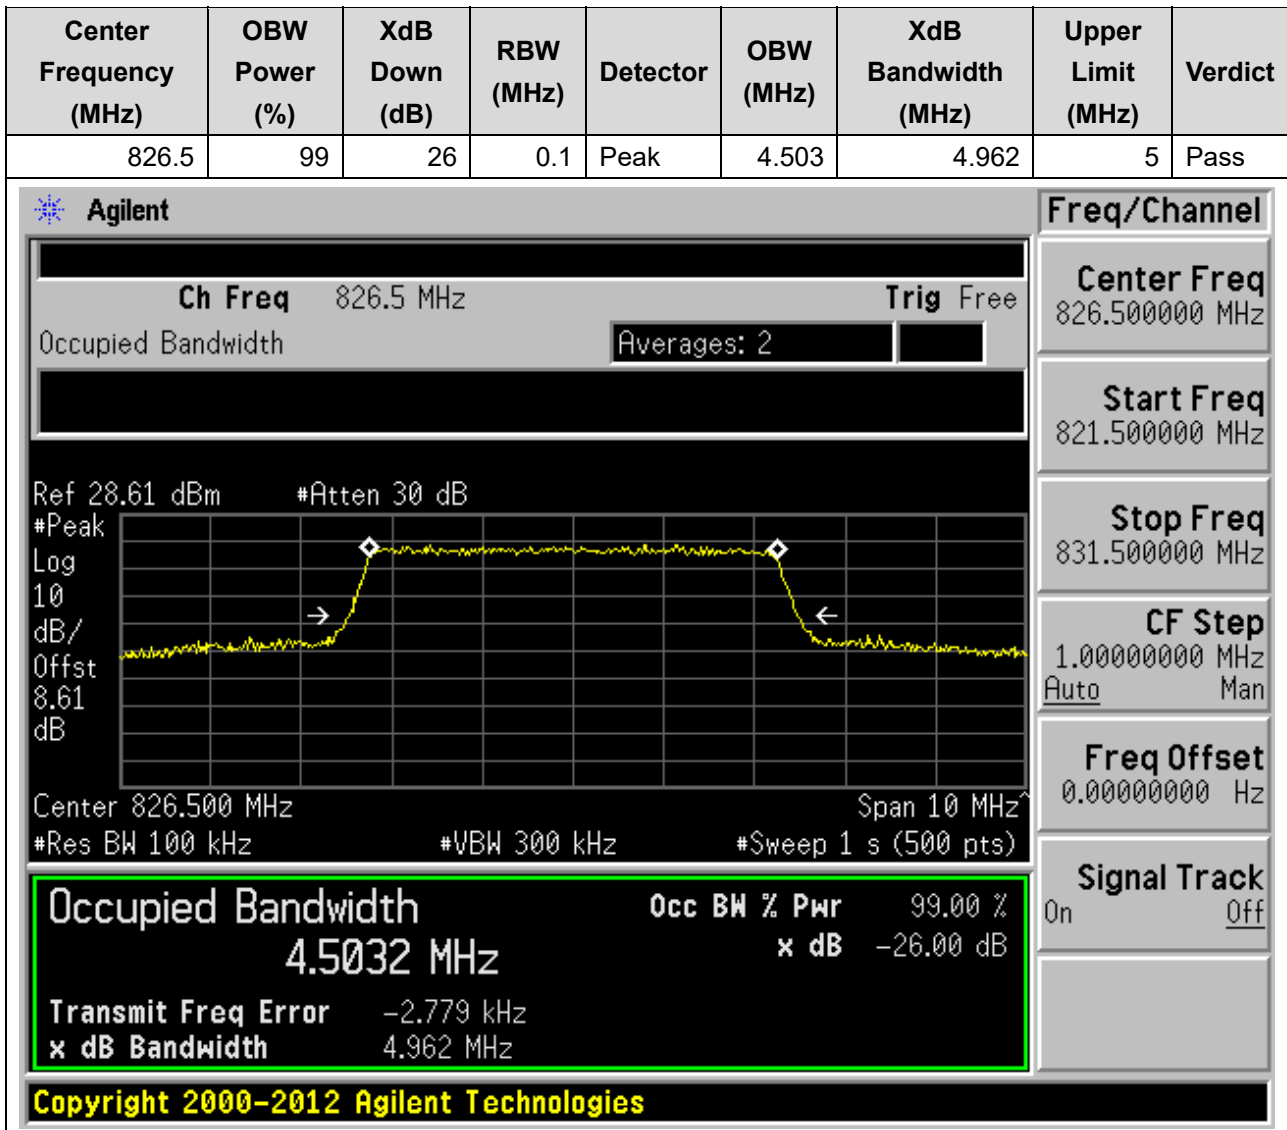 Center Frequency (MHz) OBW Power (%) XdB Down (dB) RBW (MHz) Detector OBW (MHz) XdB Bandwidth (MHz) Upper Limit (MHz) Verdict
826.5 99 26 0.1 Peak 4.503 4.962 5 Pass
Agilent
Freq/Channel
Ch Freq 826.5 MHz Trig Free
Occupied Bandwidth Averages: 2
Center Freq
826.500000 MHz
Start Freq
821.500000 MHz
Stop Freq
831.500000 MHz
CF Step
1.00000000 MHz
Auto Man
Freq Offset
0.00000000 Hz
Signal Track
On Off
Ref 28.61 dBm #Atten 30 dB
#Peak
Log
10
dB/
Offst
8.61
dB
Center 826.500 MHz Span 10 MHz^
#Res BW 100 kHz #VBW 300 kHz #Sweep 1 s (500 pts)
Occupied Bandwidth Occ BW % Pwr 99.00 %
4.5032 MHz x dB -26.00 dB
Transmit Freq Error -2.779 kHz
x dB Bandwidth 4.962 MHz
Copyright 2000-2012 Agilent Technologies